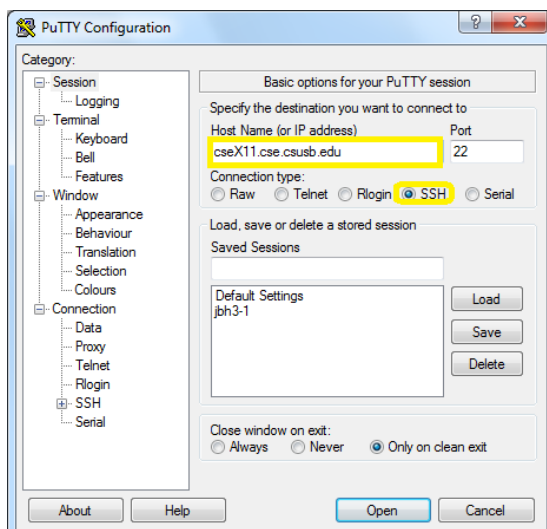 PuTTY Configuration
Category:
Session
Logging
Terminal
Keyboard
Bell
Features
Window
Appearance
Behaviour
Translation
Selection
Colours
Connection
Data
Proxy
Telnet
Rlogin
SSH
Serial
Basic options for your PuTTY session
Specify the destination you want to connect to
Host Name (or IP address) Port
cseX11.cse.csusb.edu 22
Connection type:
Raw Telnet Rlogin SSH Serial
Load, save or delete a stored session
Saved Sessions
Default Settings
jbh3-1
Load
Save
Delete
Close window on exit:
Always Never Only on clean exit
About Help Open Cancel